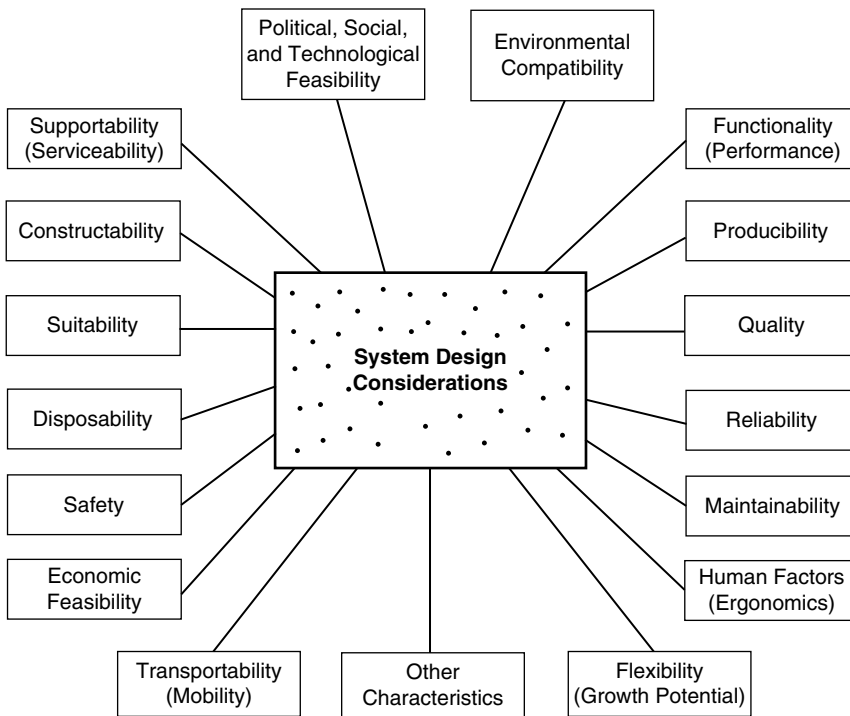 Political, Social,
and Technological
Feasibility
Environmental
Compatibility
Supportability
(Serviceability)
Functionality
(Performance)
Constructability
Producibility
Suitability
Quality
System Design
Considerations
Disposability
Reliability
Safety
Maintainability
Economic
Feasibility
Human Factors
(Ergonomics)
Transportability
(Mobility)
Other
Characteristics
Flexibility
(Growth Potential)